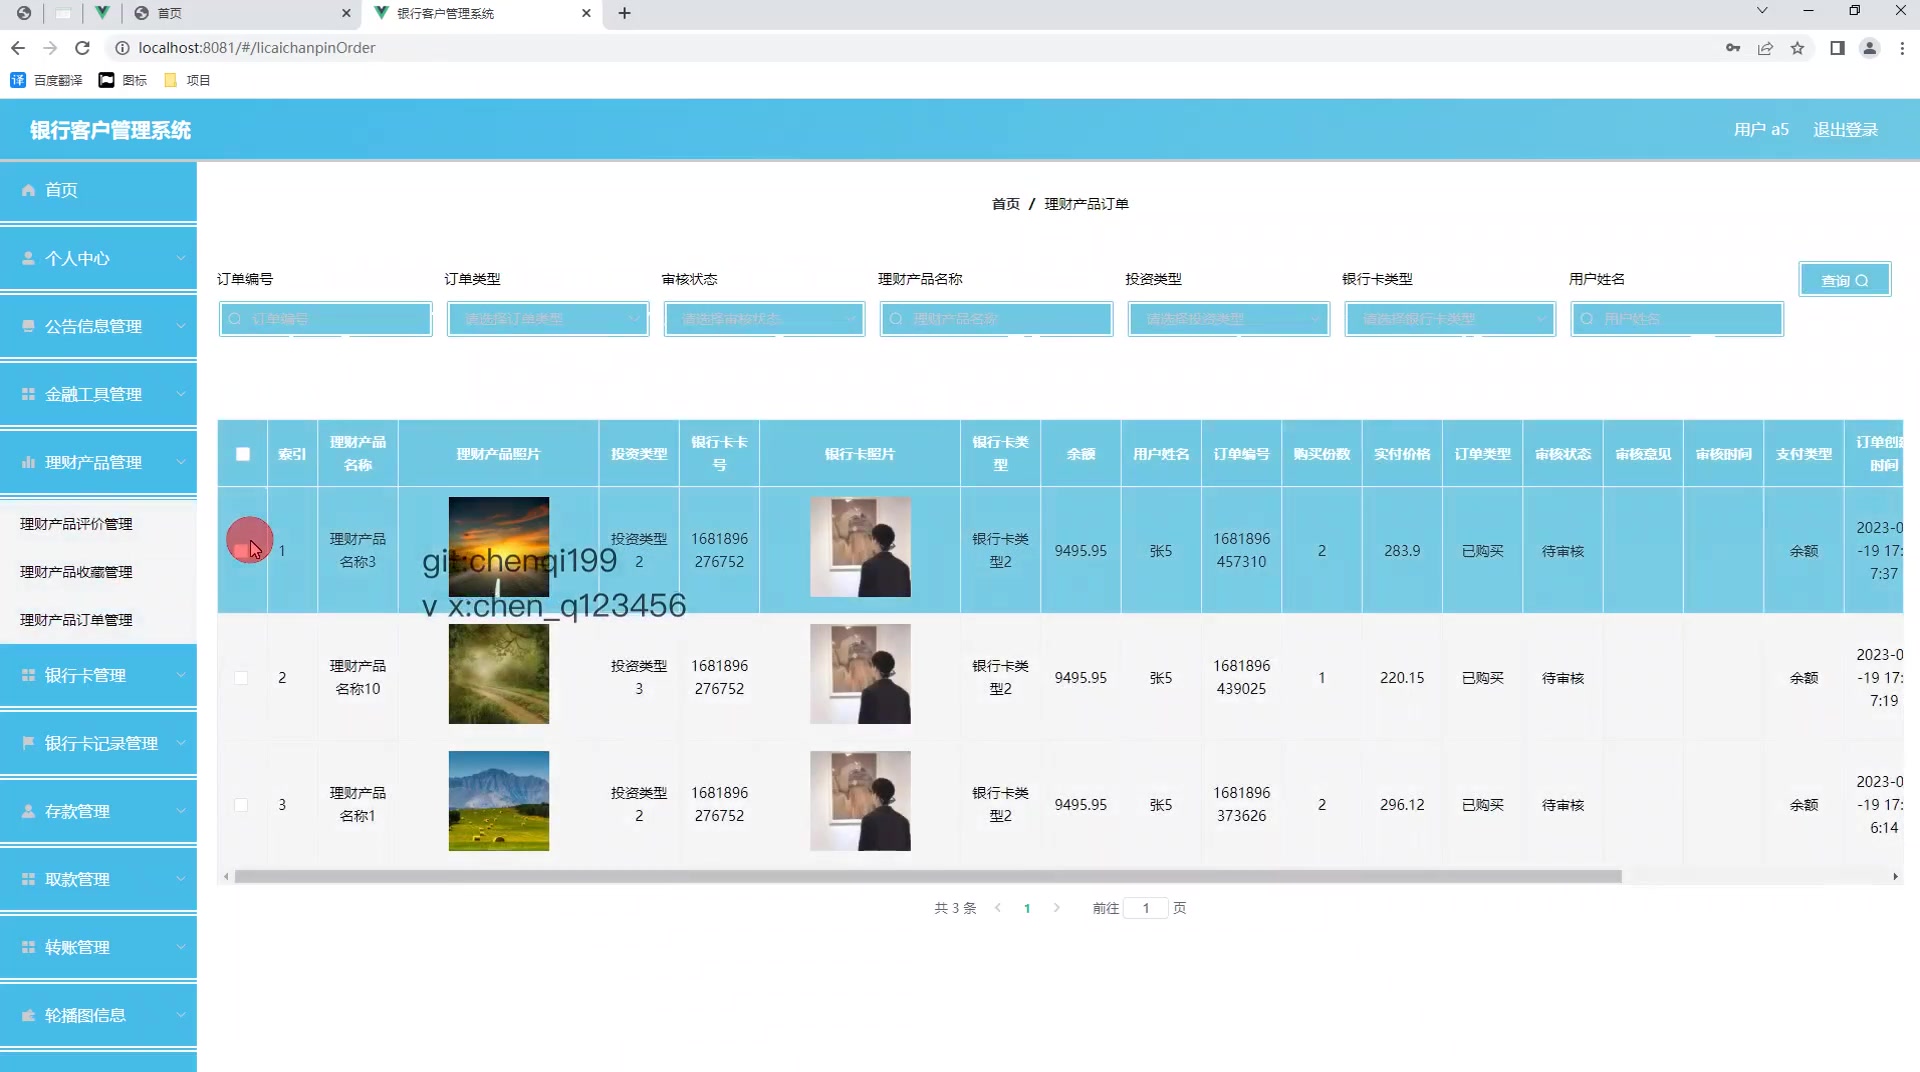 首页
银行客户管理系统
localhost:8081/#/licaichanpinOrder
译 百度翻译 图标 项目
银行客户管理系统
用户 a5 退出登录
首页
个人中心
公告信息管理
金融工具管理
理财产品管理
理财产品评价管理
理财产品收藏管理
理财产品订单管理
银行卡管理
银行卡记录管理
存款管理
取款管理
转账管理
轮播图信息
首页 / 理财产品订单
订单编号 订单类型 审核状态 理财产品名称 投资类型 银行卡类型 用户姓名 查询
订单编号 请选择订单类型 请选择审核状态 理财产品名称 请选择投资类型 请选择银行卡类型 用户姓名
索引 理财产品名称 理财产品照片 投资类型 银行卡卡号 银行卡照片 银行卡类型 余额 用户姓名 订单编号 购买份数 实付价格 订单类型 审核状态 审核意见 审核时间 支付类型 订单创建时间
1 理财产品名称3 投资类型2 1681896276752 银行卡类型2 9495.95 张5 1681896457310 2 283.9 已购买 待审核 余额 2023-0 -19 17: 7:37
git:chenqi199
v x:chen_q123456
2 理财产品名称10 投资类型3 1681896276752 银行卡类型2 9495.95 张5 1681896439025 1 220.15 已购买 待审核 余额 2023-0 -19 17: 7:19
3 理财产品名称1 投资类型2 1681896276752 银行卡类型2 9495.95 张5 1681896373626 2 296.12 已购买 待审核 余额 2023-0 -19 17: 6:14
共 3 条 1 前往 1 页